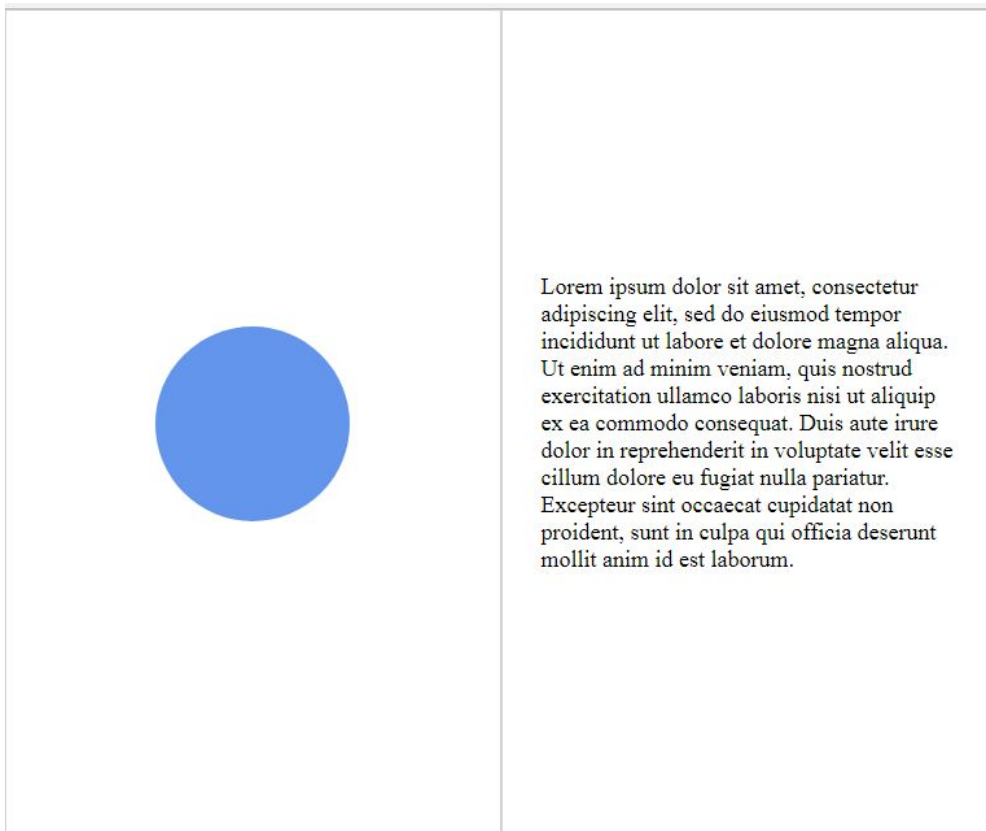 Lorem ipsum dolor sit amet, consectetur
adipiscing elit, sed do eiusmod tempor
incididunt ut labore et dolore magna aliqua.
Ut enim ad minim veniam, quis nostrud
exercitation ullamco laboris nisi ut aliquip
ex ea commodo consequat. Duis aute irure
dolor in reprehenderit in voluptate velit esse
cillum dolore eu fugiat nulla pariatur.
Excepteur sint occaecat cupidatat non
proident, sunt in culpa qui officia deserunt
mollit anim id est laborum.